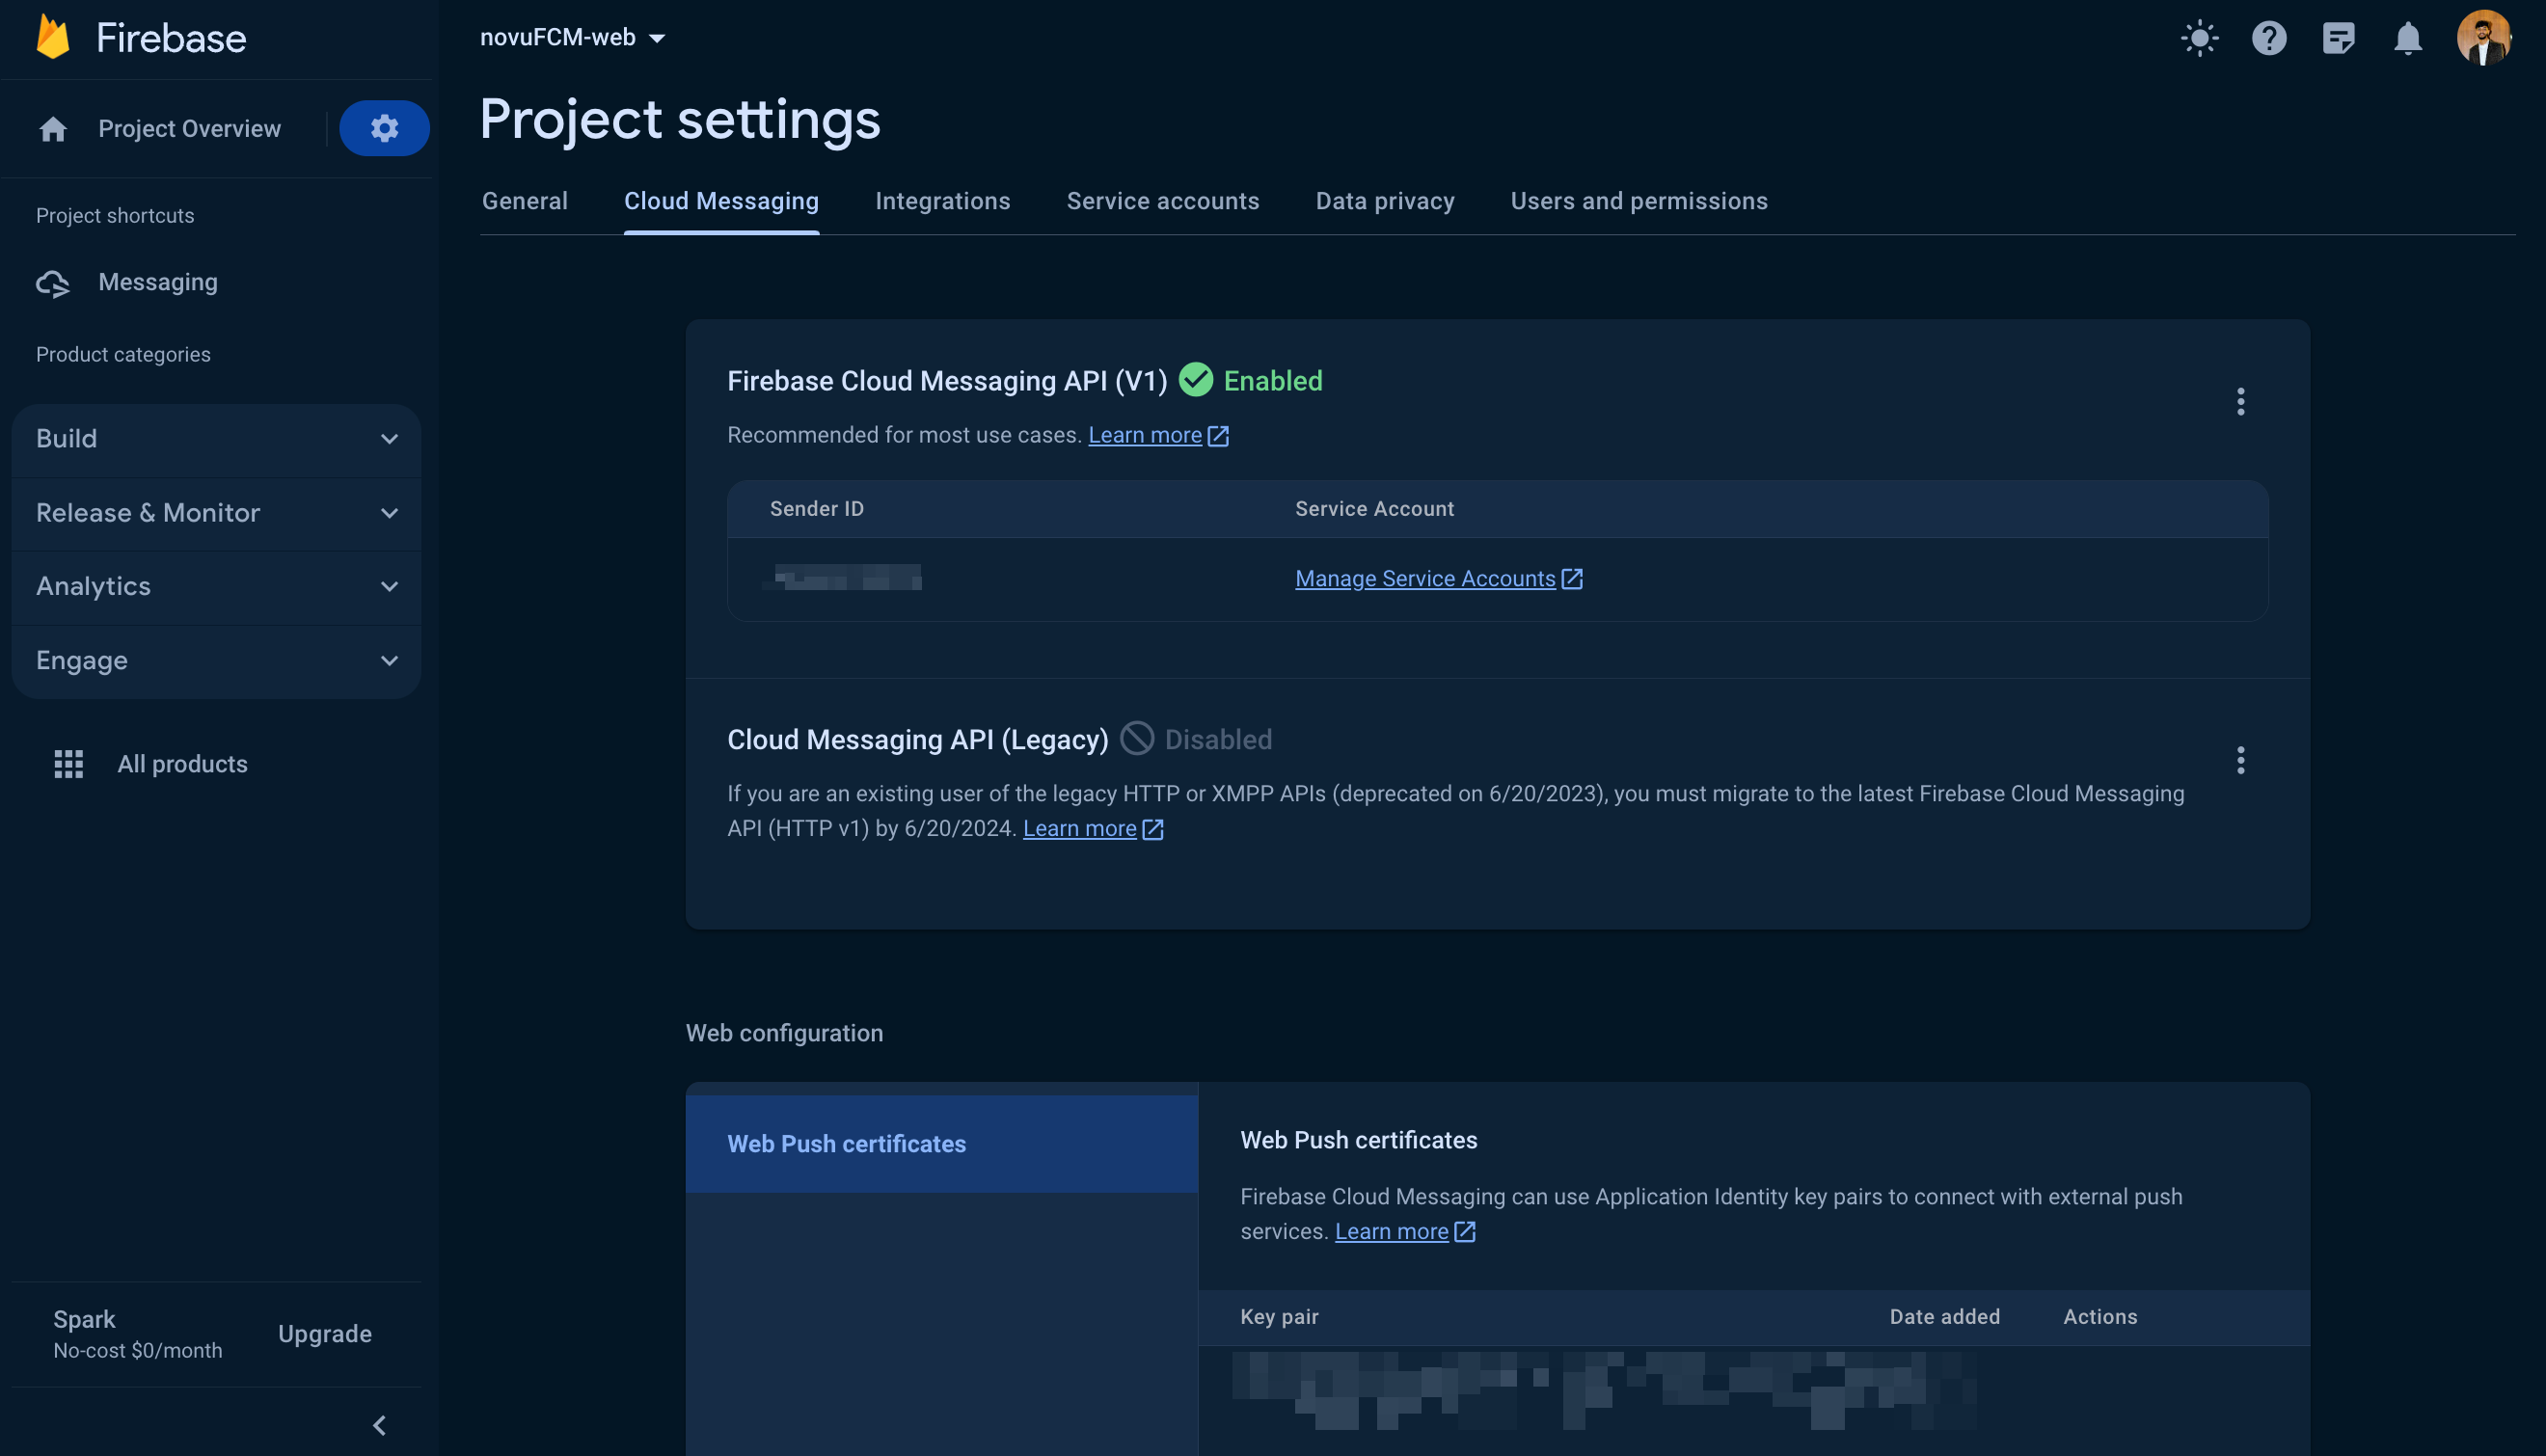 Firebase
novuFCM-web
Project Overview
Project settings
General
Cloud Messaging
Integrations
Service accounts
Data privacy
Users and permissions
Project shortcuts
Messaging
Product categories
Build
Release & Monitor
Analytics
Engage
All products
Spark
No-cost $0/month
Upgrade
Firebase Cloud Messaging API (V1) Enabled
Recommended for most use cases. Learn more
Sender ID
Service Account
Manage Service Accounts
Cloud Messaging API (Legacy) Disabled
If you are an existing user of the legacy HTTP or XMPP APIs (deprecated on 6/20/2023), you must migrate to the latest Firebase Cloud Messaging
API (HTTP v1) by 6/20/2024. Learn more
Web configuration
Web Push certificates
Web Push certificates
Firebase Cloud Messaging can use Application Identity key pairs to connect with external push
services. Learn more
Key pair
Date added
Actions